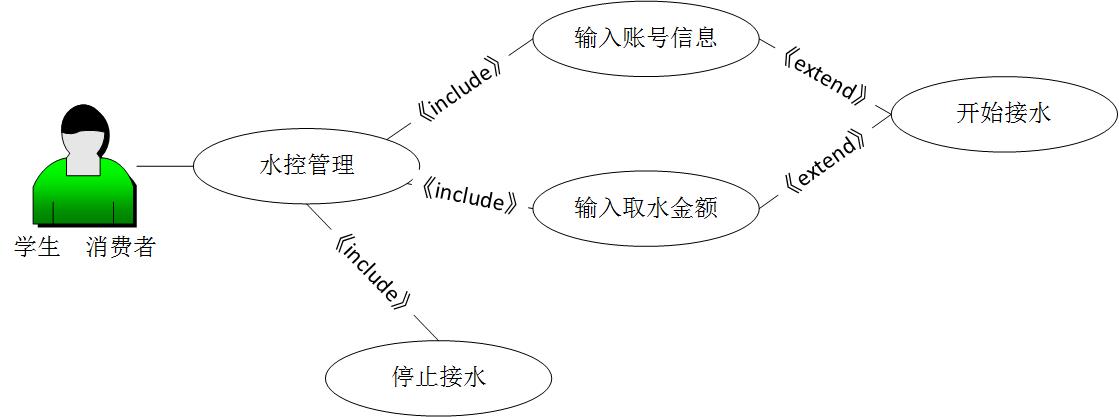 输入账号信息
《include》
《extend》
开始接水
水控管理
《include》
输入取水金额
《extend》
学生 消费者
《include》
停止接水